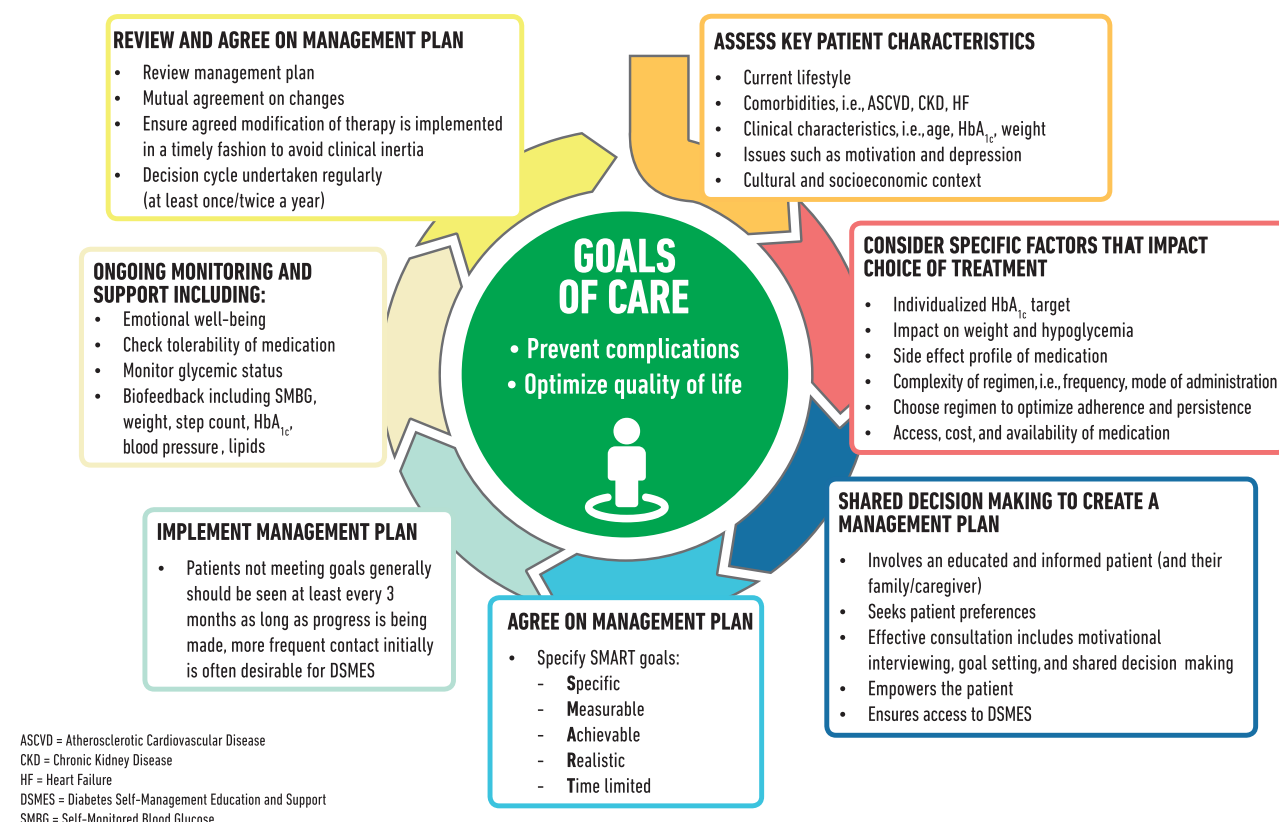 REVIEW AND AGREE ON MANAGEMENT PLAN
• Review management plan
• Mutual agreement on changes
• Ensure agreed modification of therapy is implemented
in a timely fashion to avoid clinical inertia
• Decision cycle undertaken regularly
(at least once/twice a year)
ASSESS KEY PATIENT CHARACTERISTICS
• Current lifestyle
• Comorbidities, i.e., ASCVD, CKD, HF
• Clinical characteristics, i.e., age, HbA1c, weight
• Issues such as motivation and depression
• Cultural and socioeconomic context
CONSIDER SPECIFIC FACTORS THAT IMPACT
CHOICE OF TREATMENT
• Individualized HbA1c target
• Impact on weight and hypoglycemia
• Side effect profile of medication
• Complexity of regimen, i.e., frequency, mode of administration
• Choose regimen to optimize adherence and persistence
• Access, cost, and availability of medication
SHARED DECISION MAKING TO CREATE A
MANAGEMENT PLAN
• Involves an educated and informed patient (and their
family/caregiver)
• Seeks patient preferences
• Effective consultation includes motivational
interviewing, goal setting, and shared decision making
• Empowers the patient
• Ensures access to DSMES
AGREE ON MANAGEMENT PLAN
• Specify SMART goals:
- Specific
- Measurable
- Achievable
- Realistic
- Time limited
IMPLEMENT MANAGEMENT PLAN
• Patients not meeting goals generally
should be seen at least every 3
months as long as progress is being
made, more frequent contact initially
is often desirable for DSMES
ONGOING MONITORING AND
SUPPORT INCLUDING:
• Emotional well-being
• Check tolerability of medication
• Monitor glycemic status
• Biofeedback including SMBG,
weight, step count, HbA1c,
blood pressure, lipids
GOALS
OF CARE
• Prevent complications
• Optimize quality of life
ASCVD = Atherosclerotic Cardiovascular Disease
CKD = Chronic Kidney Disease
HF = Heart Failure
DSMES = Diabetes Self-Management Education and Support
SMBG = Self-Monitored Blood Glucose